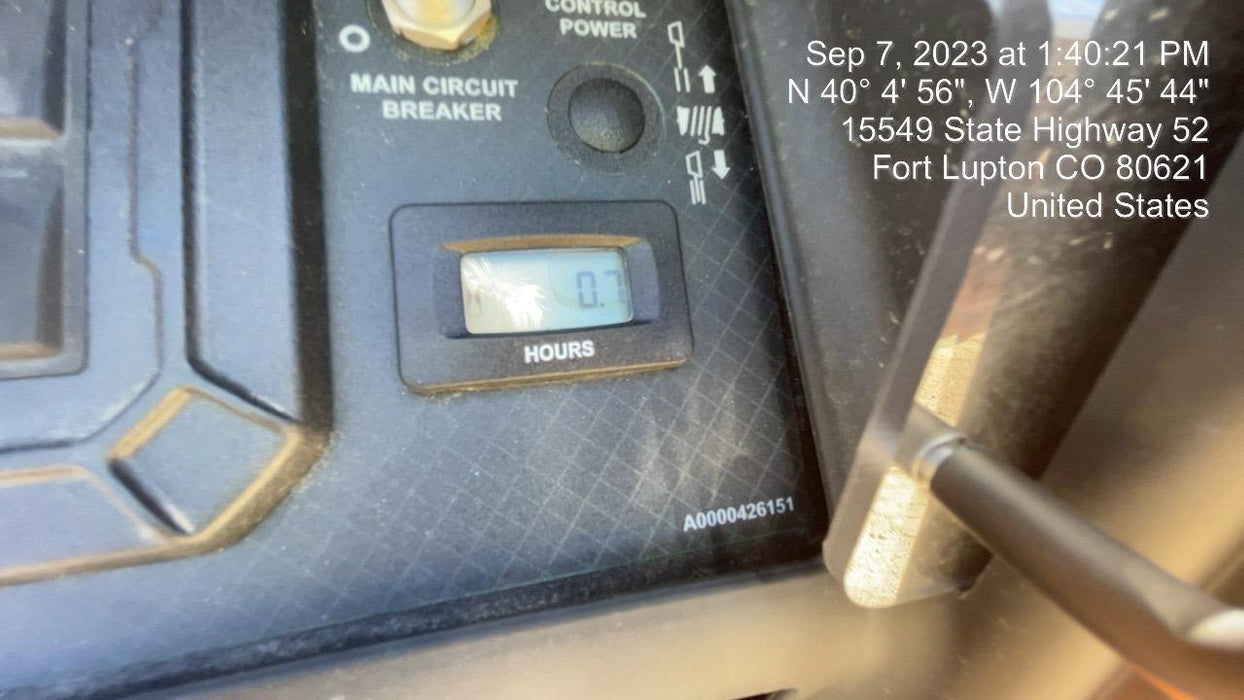 CONTROL
POWER
MAIN CIRCUIT
BREAKER
0.7
HOURS
A0000426151
Sep 7, 2023 at 1:40:21 PM
N 40° 4' 56", W 104° 45' 44"
15549 State Highway 52
Fort Lupton CO 80621
United States